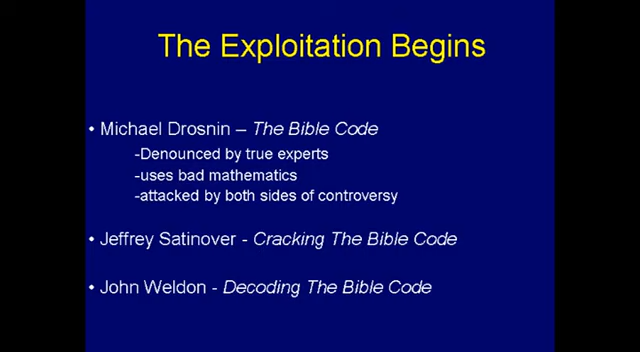 The Exploitation Begins
• Michael Drosnin – The Bible Code
-Denounced by true experts
-uses bad mathematics
-attacked by both sides of controversy
• Jeffrey Satinover - Cracking The Bible Code
• John Weldon - Decoding The Bible Code